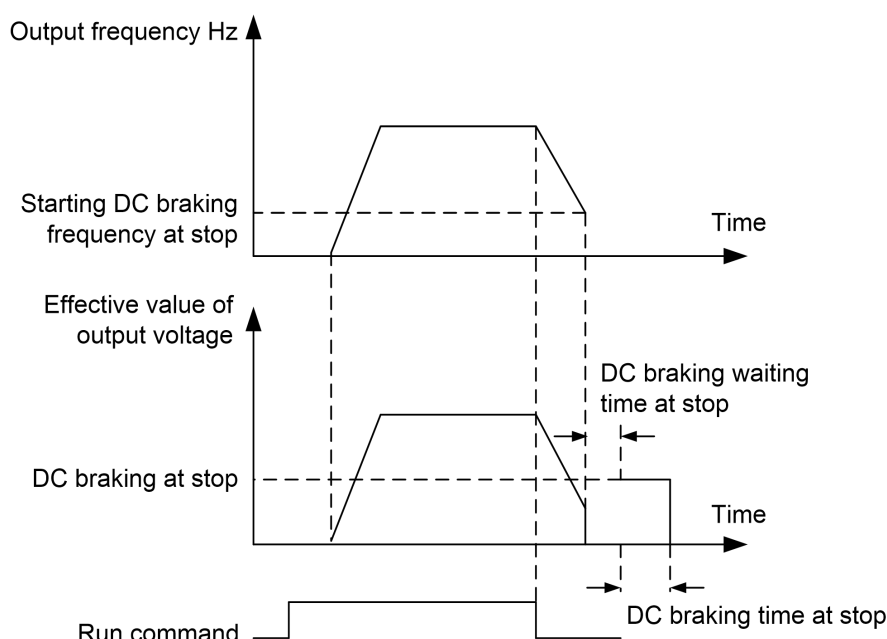 Output frequency Hz
Starting DC braking
frequency at stop
Time
Effective value of
output voltage
DC braking waiting
time at stop
DC braking at stop
Time
DC braking time at stop
Run command